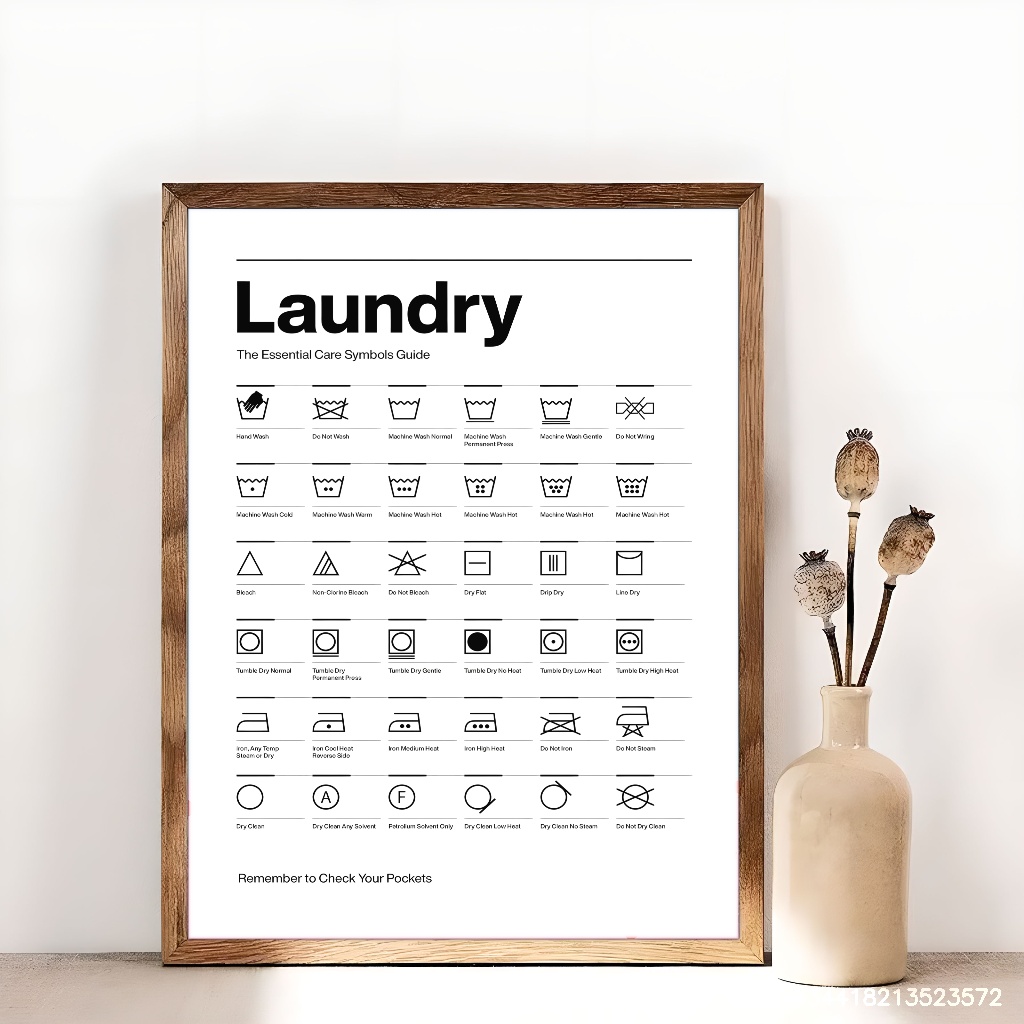 Laundry
The Essential Care Symbols Guide
Hand Wash
Do Not Wash
Machine Wash Normal
Machine Wash
Permanent Press
Machine Wash Gentle
Do Not Wring
Machine Wash Cold
Machine Wash Warm
Machine Wash Hot
Machine Wash Hot
Machine Wash Hot
Machine Wash Hot
Bleach
Non-Clorine Bleach
Do Not Bleach
Dry Flat
Drip Dry
Line Dry
Tumble Dry Normal
Tumble Dry
Permanent Press
Tumble Dry Gentle
Tumble Dry No Heat
Tumble Dry Low Heat
Tumble Dry High Heat
Iron, Any Temp
Steam or Dry
Iron Cool Heat
Reverse Side
Iron Medium Heat
Iron High Heat
Do Not Iron
Do Not Steam
A
F
Dry Clean
Dry Clean Any Solvent
Petrolium Solvent Only
Dry Clean Low Heat
Dry Clean No Steam
Do Not Dry Clean
Remember to Check Your Pockets
18213523572